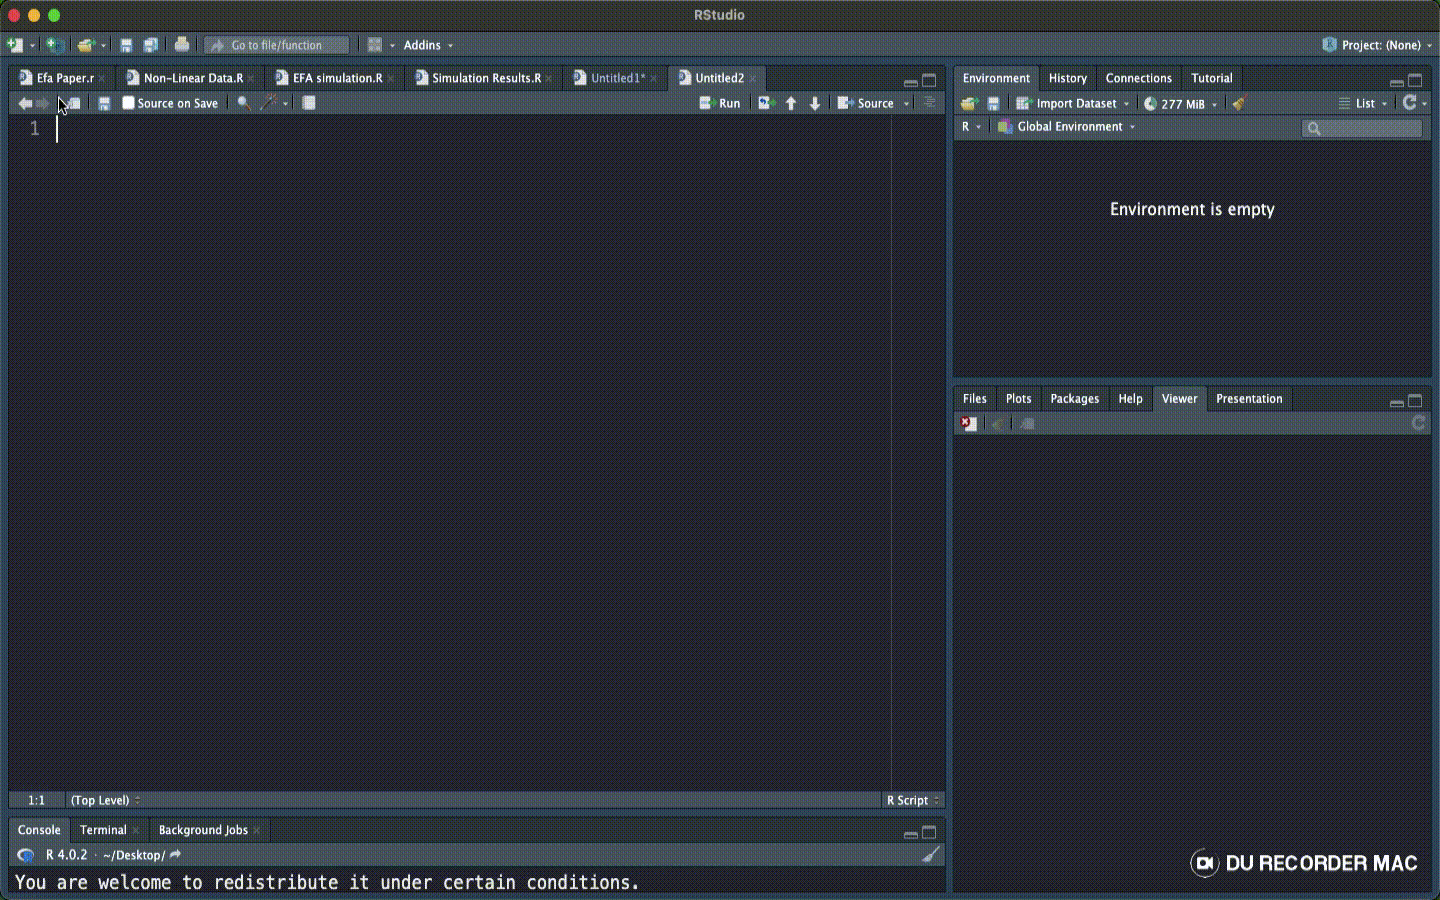 RStudio
Go to file/function Addins Project: (None)
Efa Paper.r Non-Linear Data.R EFA simulation.R Simulation Results.R Untitled1* Untitled2
Source on Save Run Source
1
1:1 (Top Level) R Script
Console Terminal Background Jobs
R 4.0.2 · ~/Desktop/
You are welcome to redistribute it under certain conditions.
Environment History Connections Tutorial
Import Dataset 277 MiB List
R Global Environment
Environment is empty
Files Plots Packages Help Viewer Presentation
DU RECORDER MAC